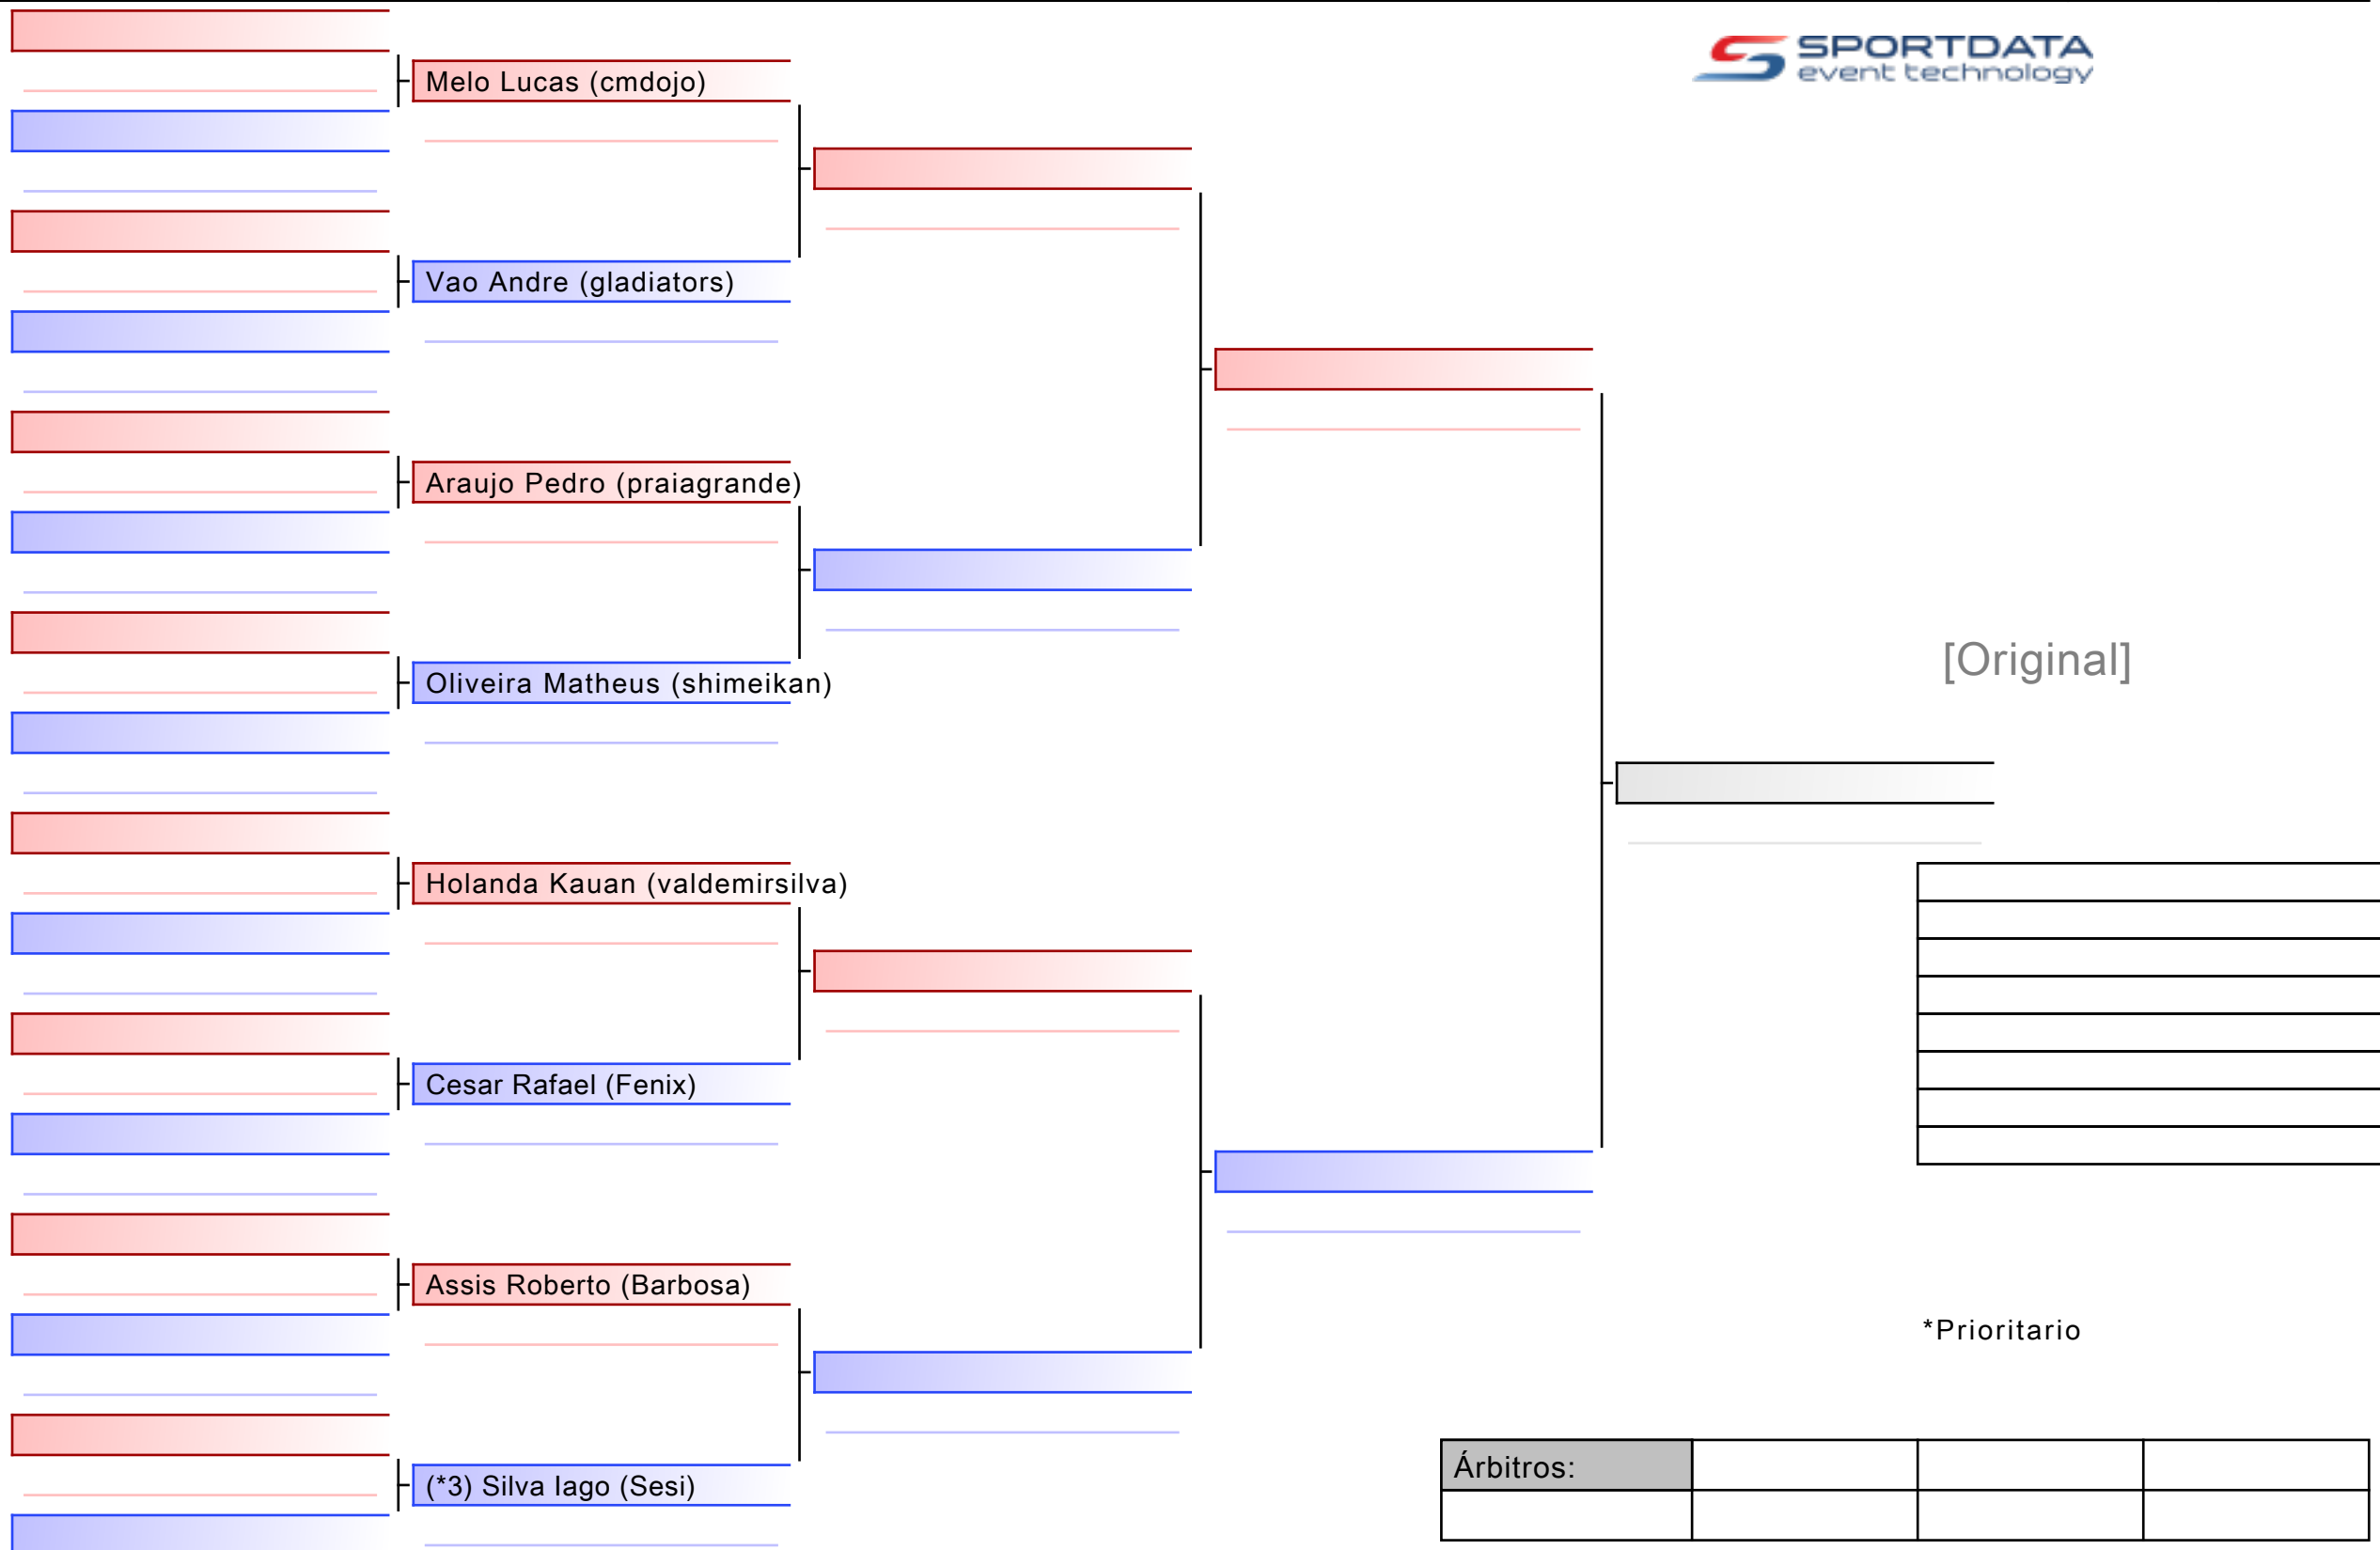 SPORTDATA
event technology
Melo Lucas (cmdojo)
Vao Andre (gladiators)
Araujo Pedro (praiagrande)
Oliveira Matheus (shimeikan)
[Original]
Holanda Kauan (valdemirsilva)
Cesar Rafael (Fenix)
Assis Roberto (Barbosa)
*Prioritario
(*3) Silva Iago (Sesi)
Árbitros: